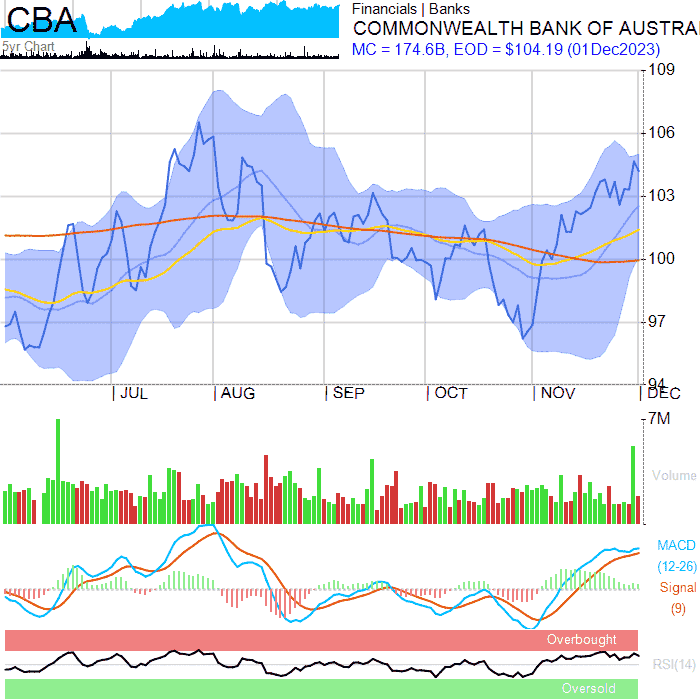 CBA
5yr Chart
Financials | Banks
COMMONWEALTH BANK OF AUSTRA
MC = 174.6B, EOD = $104.19 (01Dec2023)
109
106
103
100
97
94
JUL AUG SEP OCT NOV DEC
7M
Volume
MACD
(12-26)
Signal
(9)
Overbought
RSI(14)
Oversold